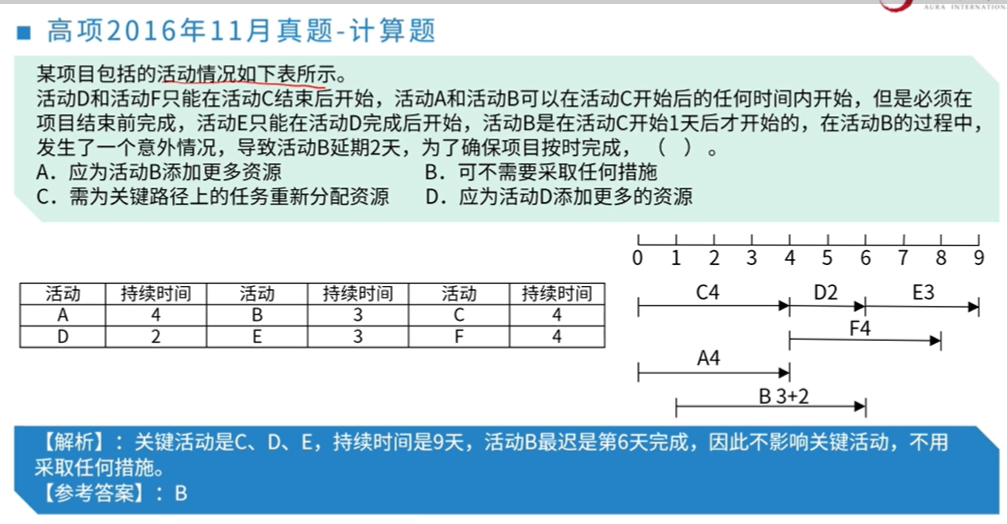 AURA INTERNATION
高项2016年11月真题-计算题
某项目包括的活动情况如下表所示。
活动D和活动F只能在活动C结束后开始，活动A和活动B可以在活动C开始后的任何时间内开始，但是必须在
项目结束前完成，活动E只能在活动D完成后开始，活动B是在活动C开始1天后才开始的，在活动B的过程中，
发生了一个意外情况，导致活动B延期2天，为了确保项目按时完成，（ ）。
A．应为活动B添加更多资源 B．可不需要采取任何措施
C．需为关键路径上的任务重新分配资源 D．应为活动D添加更多的资源
0 1 2 3 4 5 6 7 8 9
活动 持续时间 活动 持续时间 活动 持续时间
A 4 B 3 C 4
D 2 E 3 F 4
C4 D2 E3
F4
A4
B 3+2
【解析】：关键活动是C、D、E，持续时间是9天，活动B最迟是第6天完成，因此不影响关键活动，不用
采取任何措施。
【参考答案】：B